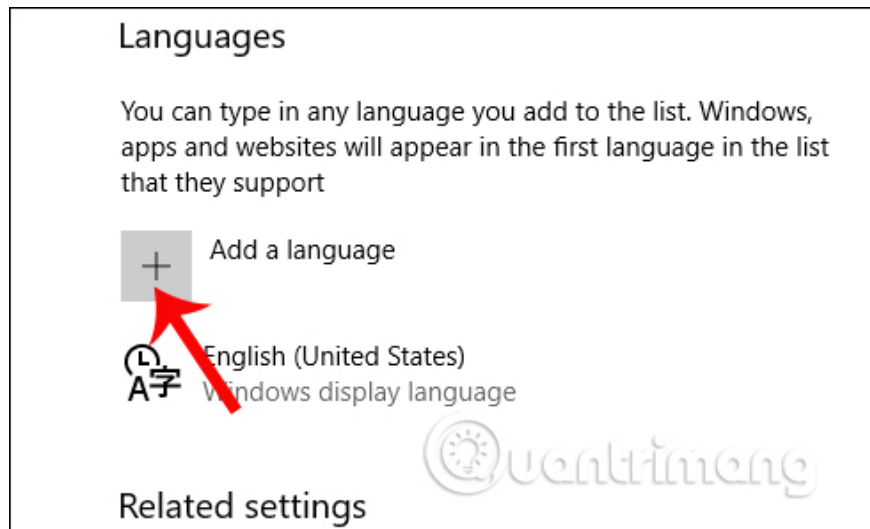 Languages
You can type in any language you add to the list. Windows,
apps and websites will appear in the first language in the list
that they support
Add a language
English (United States)
A字 Windows display language
Quantrimang
Related settings